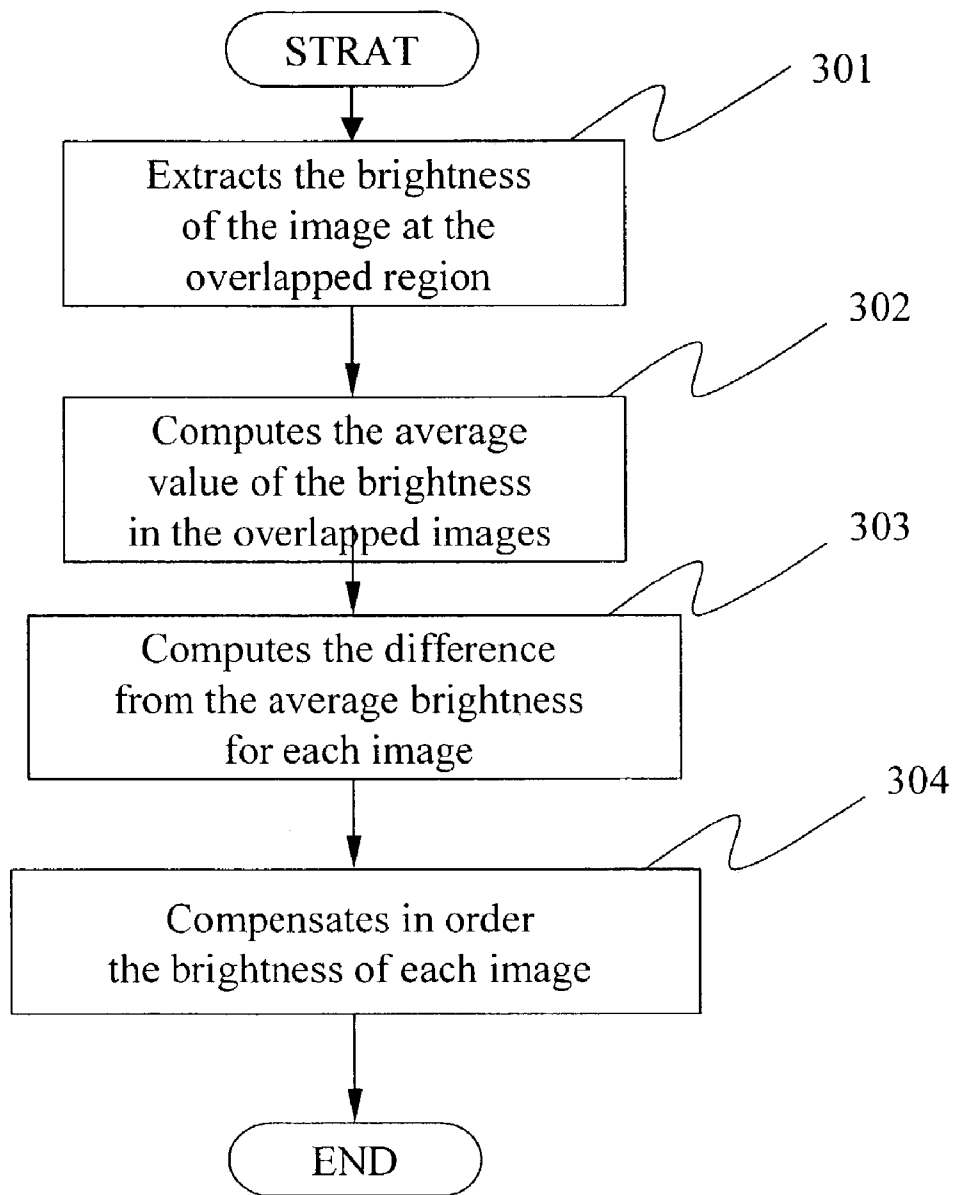 STRAT
301
Extracts the brightness
of the image at the
overlapped region
302
Computes the average
value of the brightness
in the overlapped images
303
Computes the difference
from the average brightness
for each image
304
Compensates in order
the brightness of each image
END